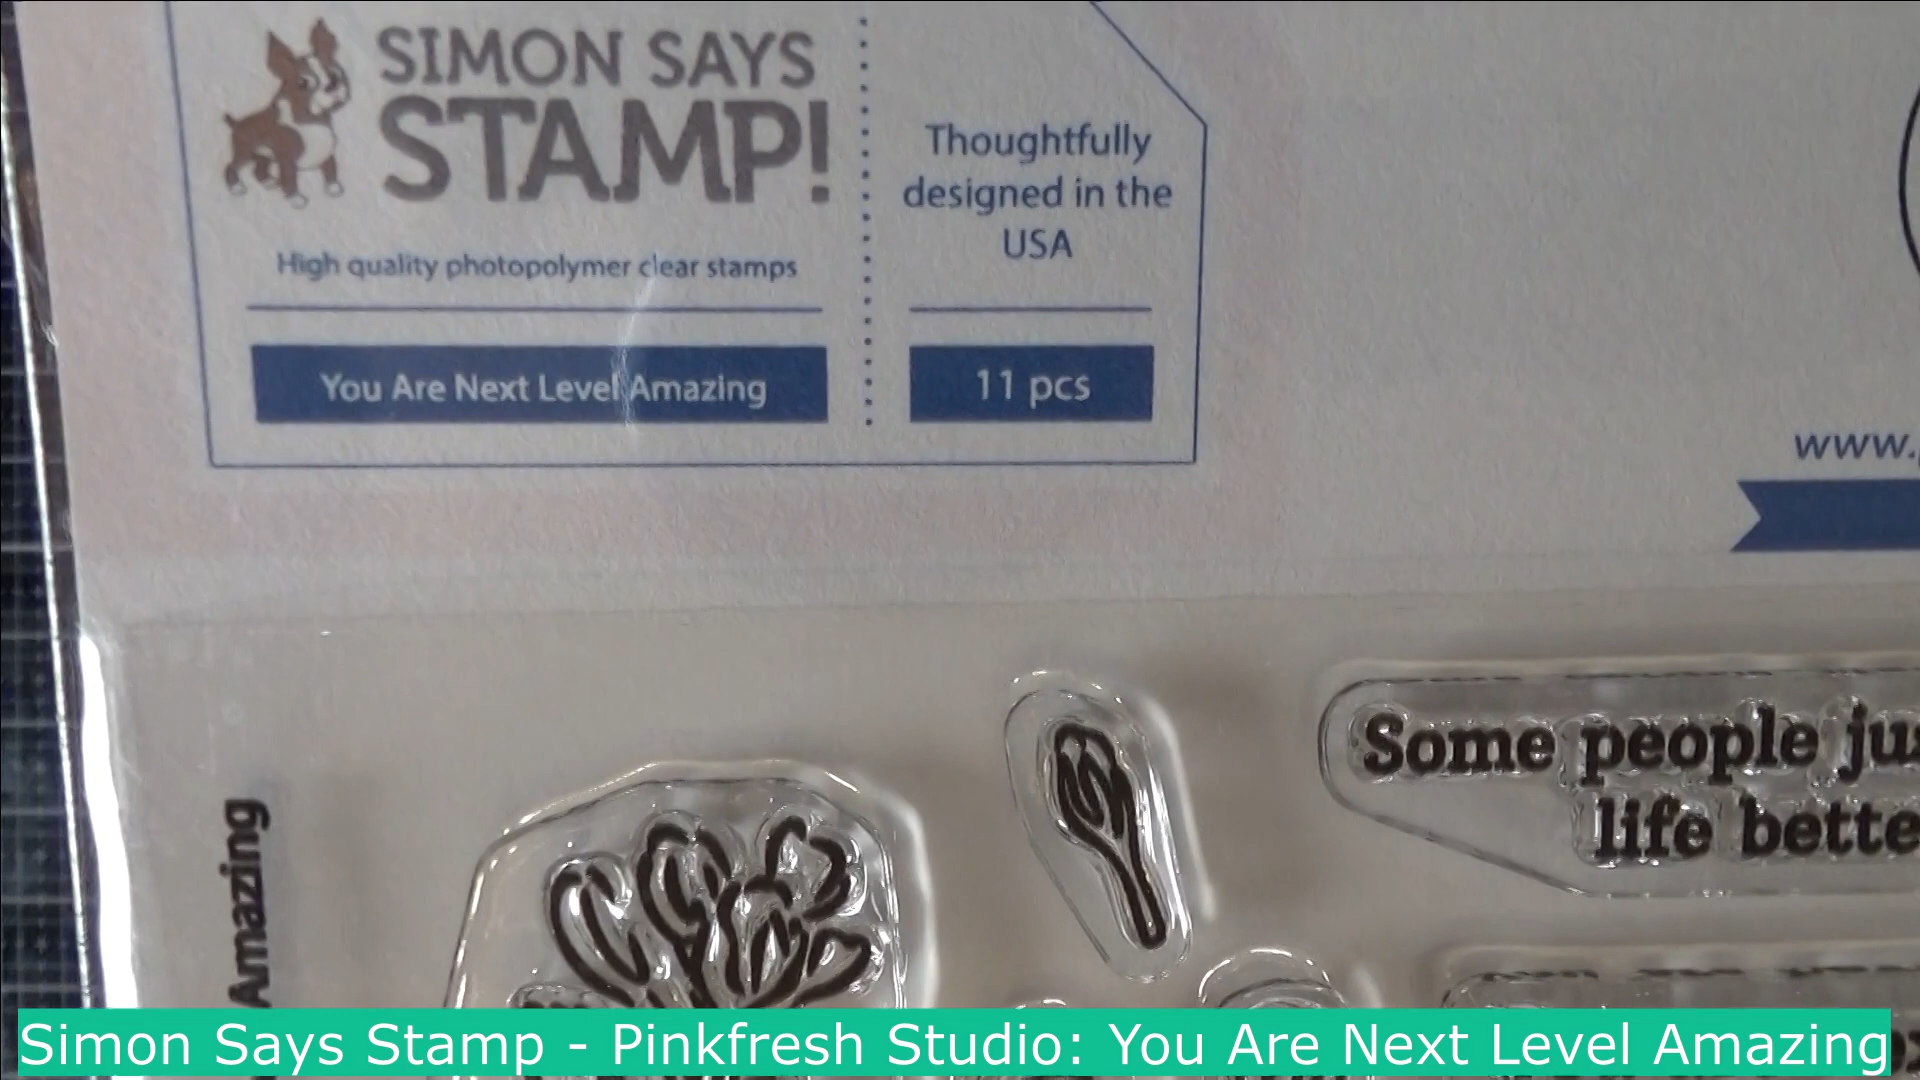 SIMON SAYS
STAMP!
High quality photopolymer clear stamps
You Are Next Level Amazing
Thoughtfully
designed in the
USA
11 pcs
www.
Some people
life
Amazing
Simon Says Stamp - Pinkfresh Studio: You Are Next Level Amazing